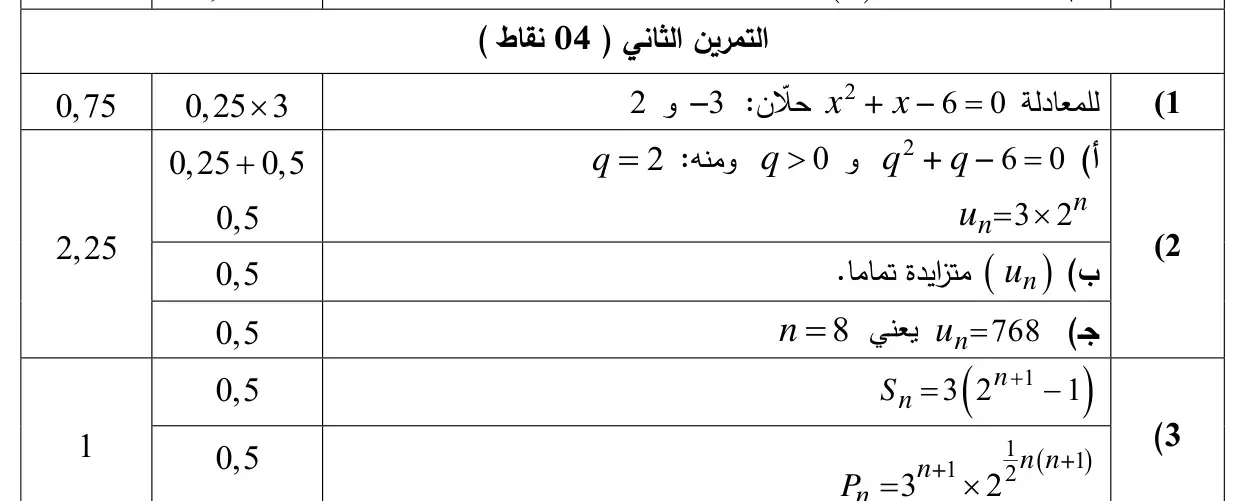 التمرين الثاني ( 04 نقاط )
1) للمعادلة x² + x − 6 = 0 حلّان: −3 و 2 0,25×3 0,75
2) أ) q² + q − 6 = 0 و q > 0 ومنه: q = 2 0,25 + 0,5
uₙ=3×2ⁿ 0,5
2,25
ب) (uₙ) متزايدة تماما. 0,5
جـ) uₙ=768 يعني n = 8 0,5
3) Sₙ = 3(2ⁿ⁺¹ − 1) 0,5
1
Pₙ =3ⁿ⁺¹ × 2^(½n(n+1)) 0,5